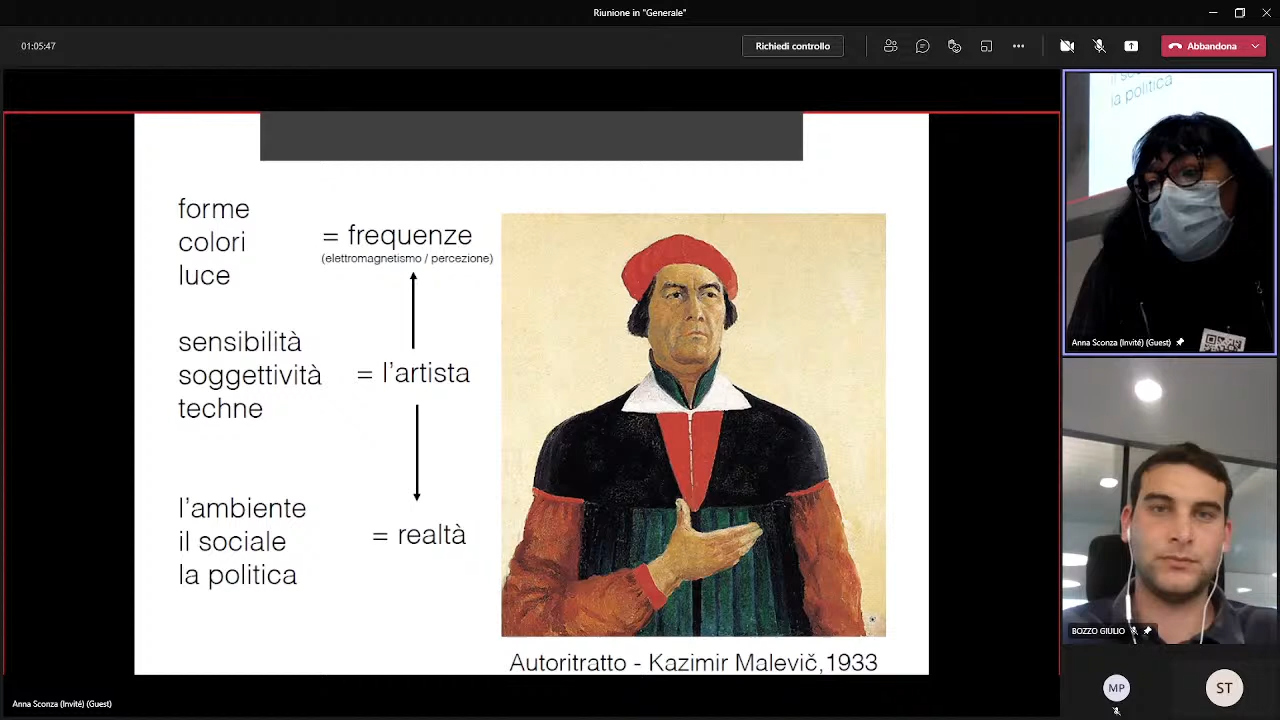 Riunione in "Generale"
01:05:47
Richiedi controllo
Abbandona
forme
colori
luce
= frequenze
(elettromagnetismo / percezione)
sensibilità
soggettività
techne
= l'artista
l'ambiente
il sociale
la politica
= realtà
Autoritratto - Kazimir Malevič,1933
la politica
Anna Sconza (Invité) (Guest)
BOZZO GIULIO
MP
ST
Anna Sconza (Invité) (Guest)